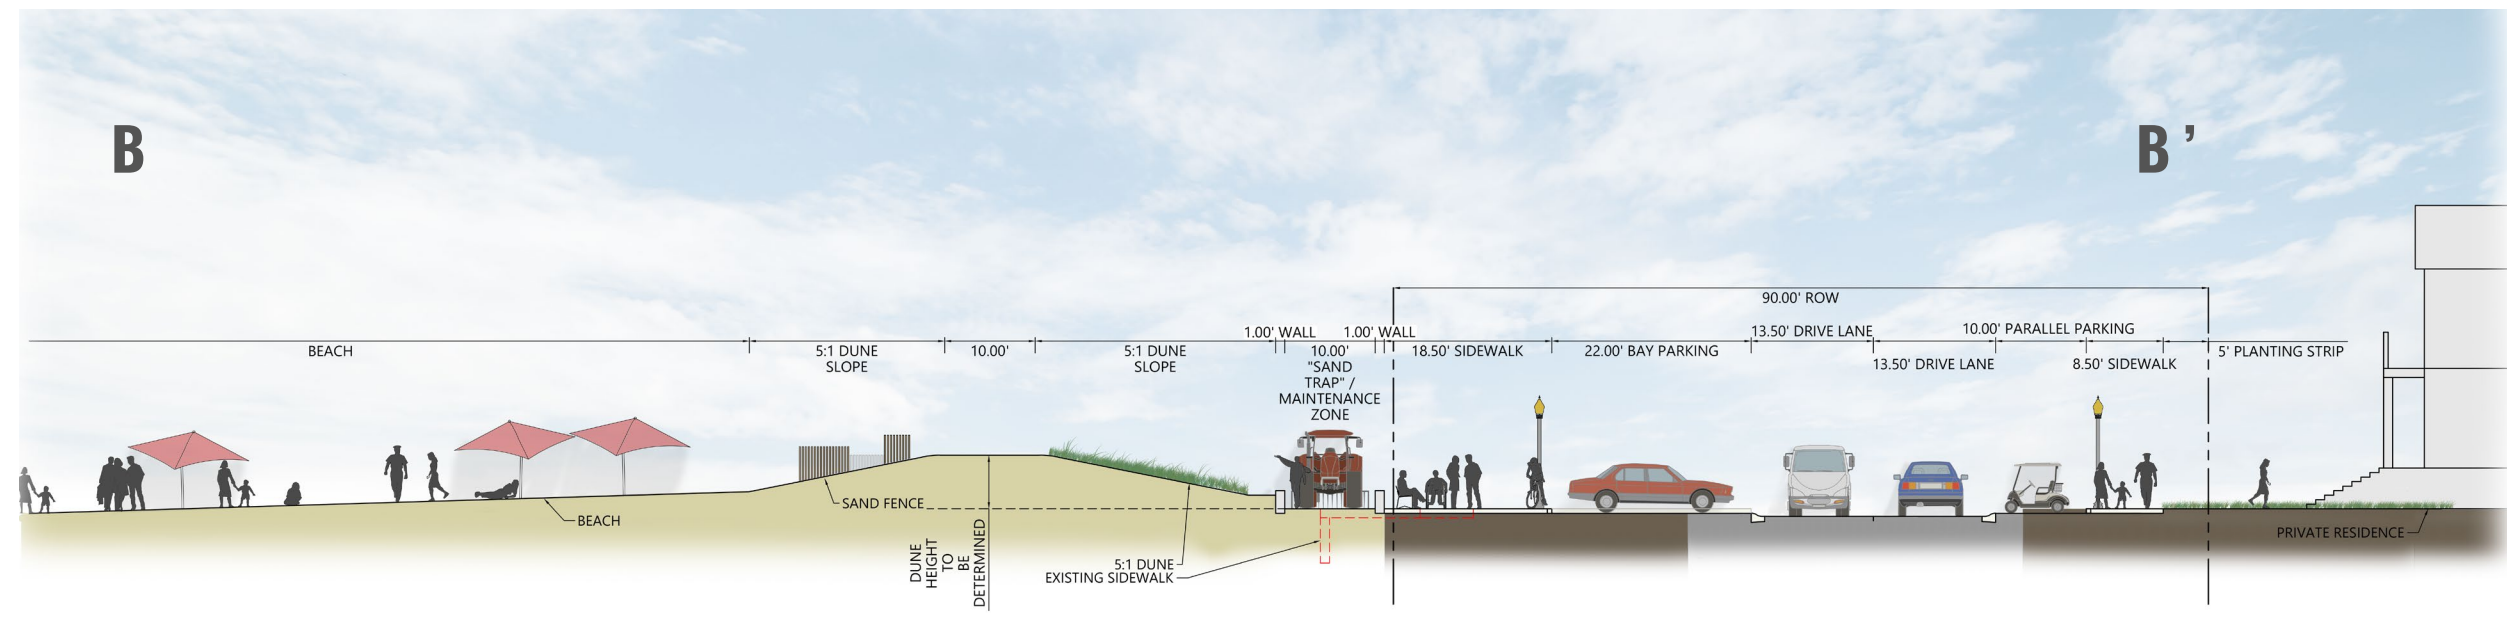 B
B ’
90.00' ROW
1.00' WALL
1.00' WALL
13.50' DRIVE LANE
10.00' PARALLEL PARKING
BEACH
5:1 DUNE
SLOPE
10.00'
5:1 DUNE
SLOPE
10.00'
"SAND
TRAP" /
MAINTENANCE
ZONE
18.50' SIDEWALK
22.00' BAY PARKING
13.50' DRIVE LANE
8.50' SIDEWALK
5' PLANTING STRIP
SAND FENCE
BEACH
DUNE
HEIGHT
TO
BE
DETERMINED
5:1 DUNE
EXISTING SIDEWALK
PRIVATE RESIDENCE